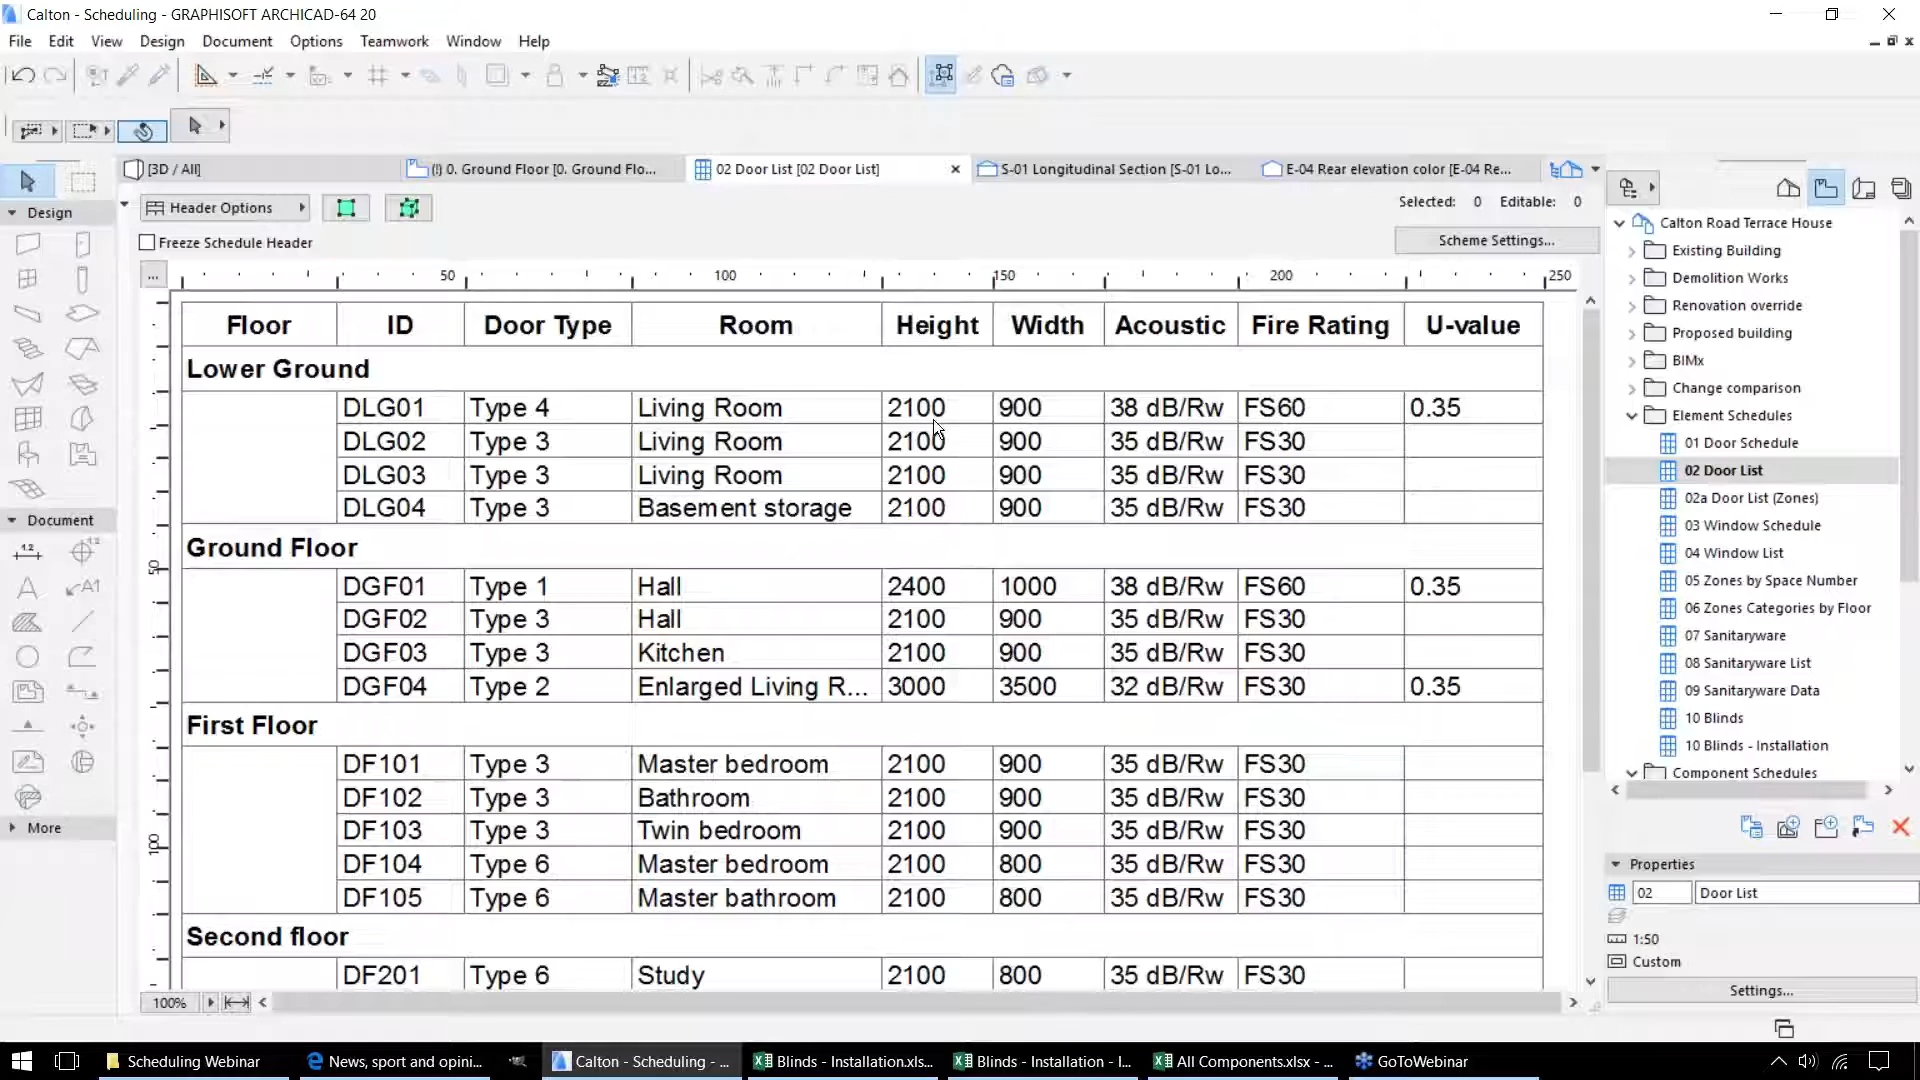 Calton - Scheduling - GRAPHISOFT ARCHICAD-64 20
File Edit View Design Document Options Teamwork Window Help
[3D / All] (!) 0. Ground Floor [0. Ground Flo... 02 Door List [02 Door List] S-01 Longitudinal Section [S-01 Lo... E-04 Rear elevation color [E-04 Re...
Header Options Selected: 0 Editable: 0
Freeze Schedule Header Scheme Settings...
... 50 100 150 200 250
Floor ID Door Type Room Height Width Acoustic Fire Rating U-value
Lower Ground
DLG01 Type 4 Living Room 2100 900 38 dB/Rw FS60 0.35
DLG02 Type 3 Living Room 2100 900 35 dB/Rw FS30
DLG03 Type 3 Living Room 2100 900 35 dB/Rw FS30
DLG04 Type 3 Basement storage 2100 900 35 dB/Rw FS30
Ground Floor
DGF01 Type 1 Hall 2400 1000 38 dB/Rw FS60 0.35
DGF02 Type 3 Hall 2100 900 35 dB/Rw FS30
DGF03 Type 3 Kitchen 2100 900 35 dB/Rw FS30
DGF04 Type 2 Enlarged Living R... 3000 3500 32 dB/Rw FS30 0.35
First Floor
DF101 Type 3 Master bedroom 2100 900 35 dB/Rw FS30
DF102 Type 3 Bathroom 2100 900 35 dB/Rw FS30
DF103 Type 3 Twin bedroom 2100 900 35 dB/Rw FS30
DF104 Type 6 Master bedroom 2100 800 35 dB/Rw FS30
DF105 Type 6 Master bathroom 2100 800 35 dB/Rw FS30
Second floor
DF201 Type 6 Study 2100 800 35 dB/Rw FS30
50
100
100%
Design
Document
1.2
A
A1
More
Calton Road Terrace House
Existing Building
Demolition Works
Renovation override
Proposed building
BIMx
Change comparison
Element Schedules
01 Door Schedule
02 Door List
02a Door List (Zones)
03 Window Schedule
04 Window List
05 Zones by Space Number
06 Zones Categories by Floor
07 Sanitaryware
08 Sanitaryware List
09 Sanitaryware Data
10 Blinds
10 Blinds - Installation
Component Schedules
Properties
02 Door List
1:50
Custom
Settings...
Scheduling Webinar News, sport and opini... Calton - Scheduling - ... Blinds - Installation.xls... Blinds - Installation - I... All Components.xlsx - ... GoToWebinar